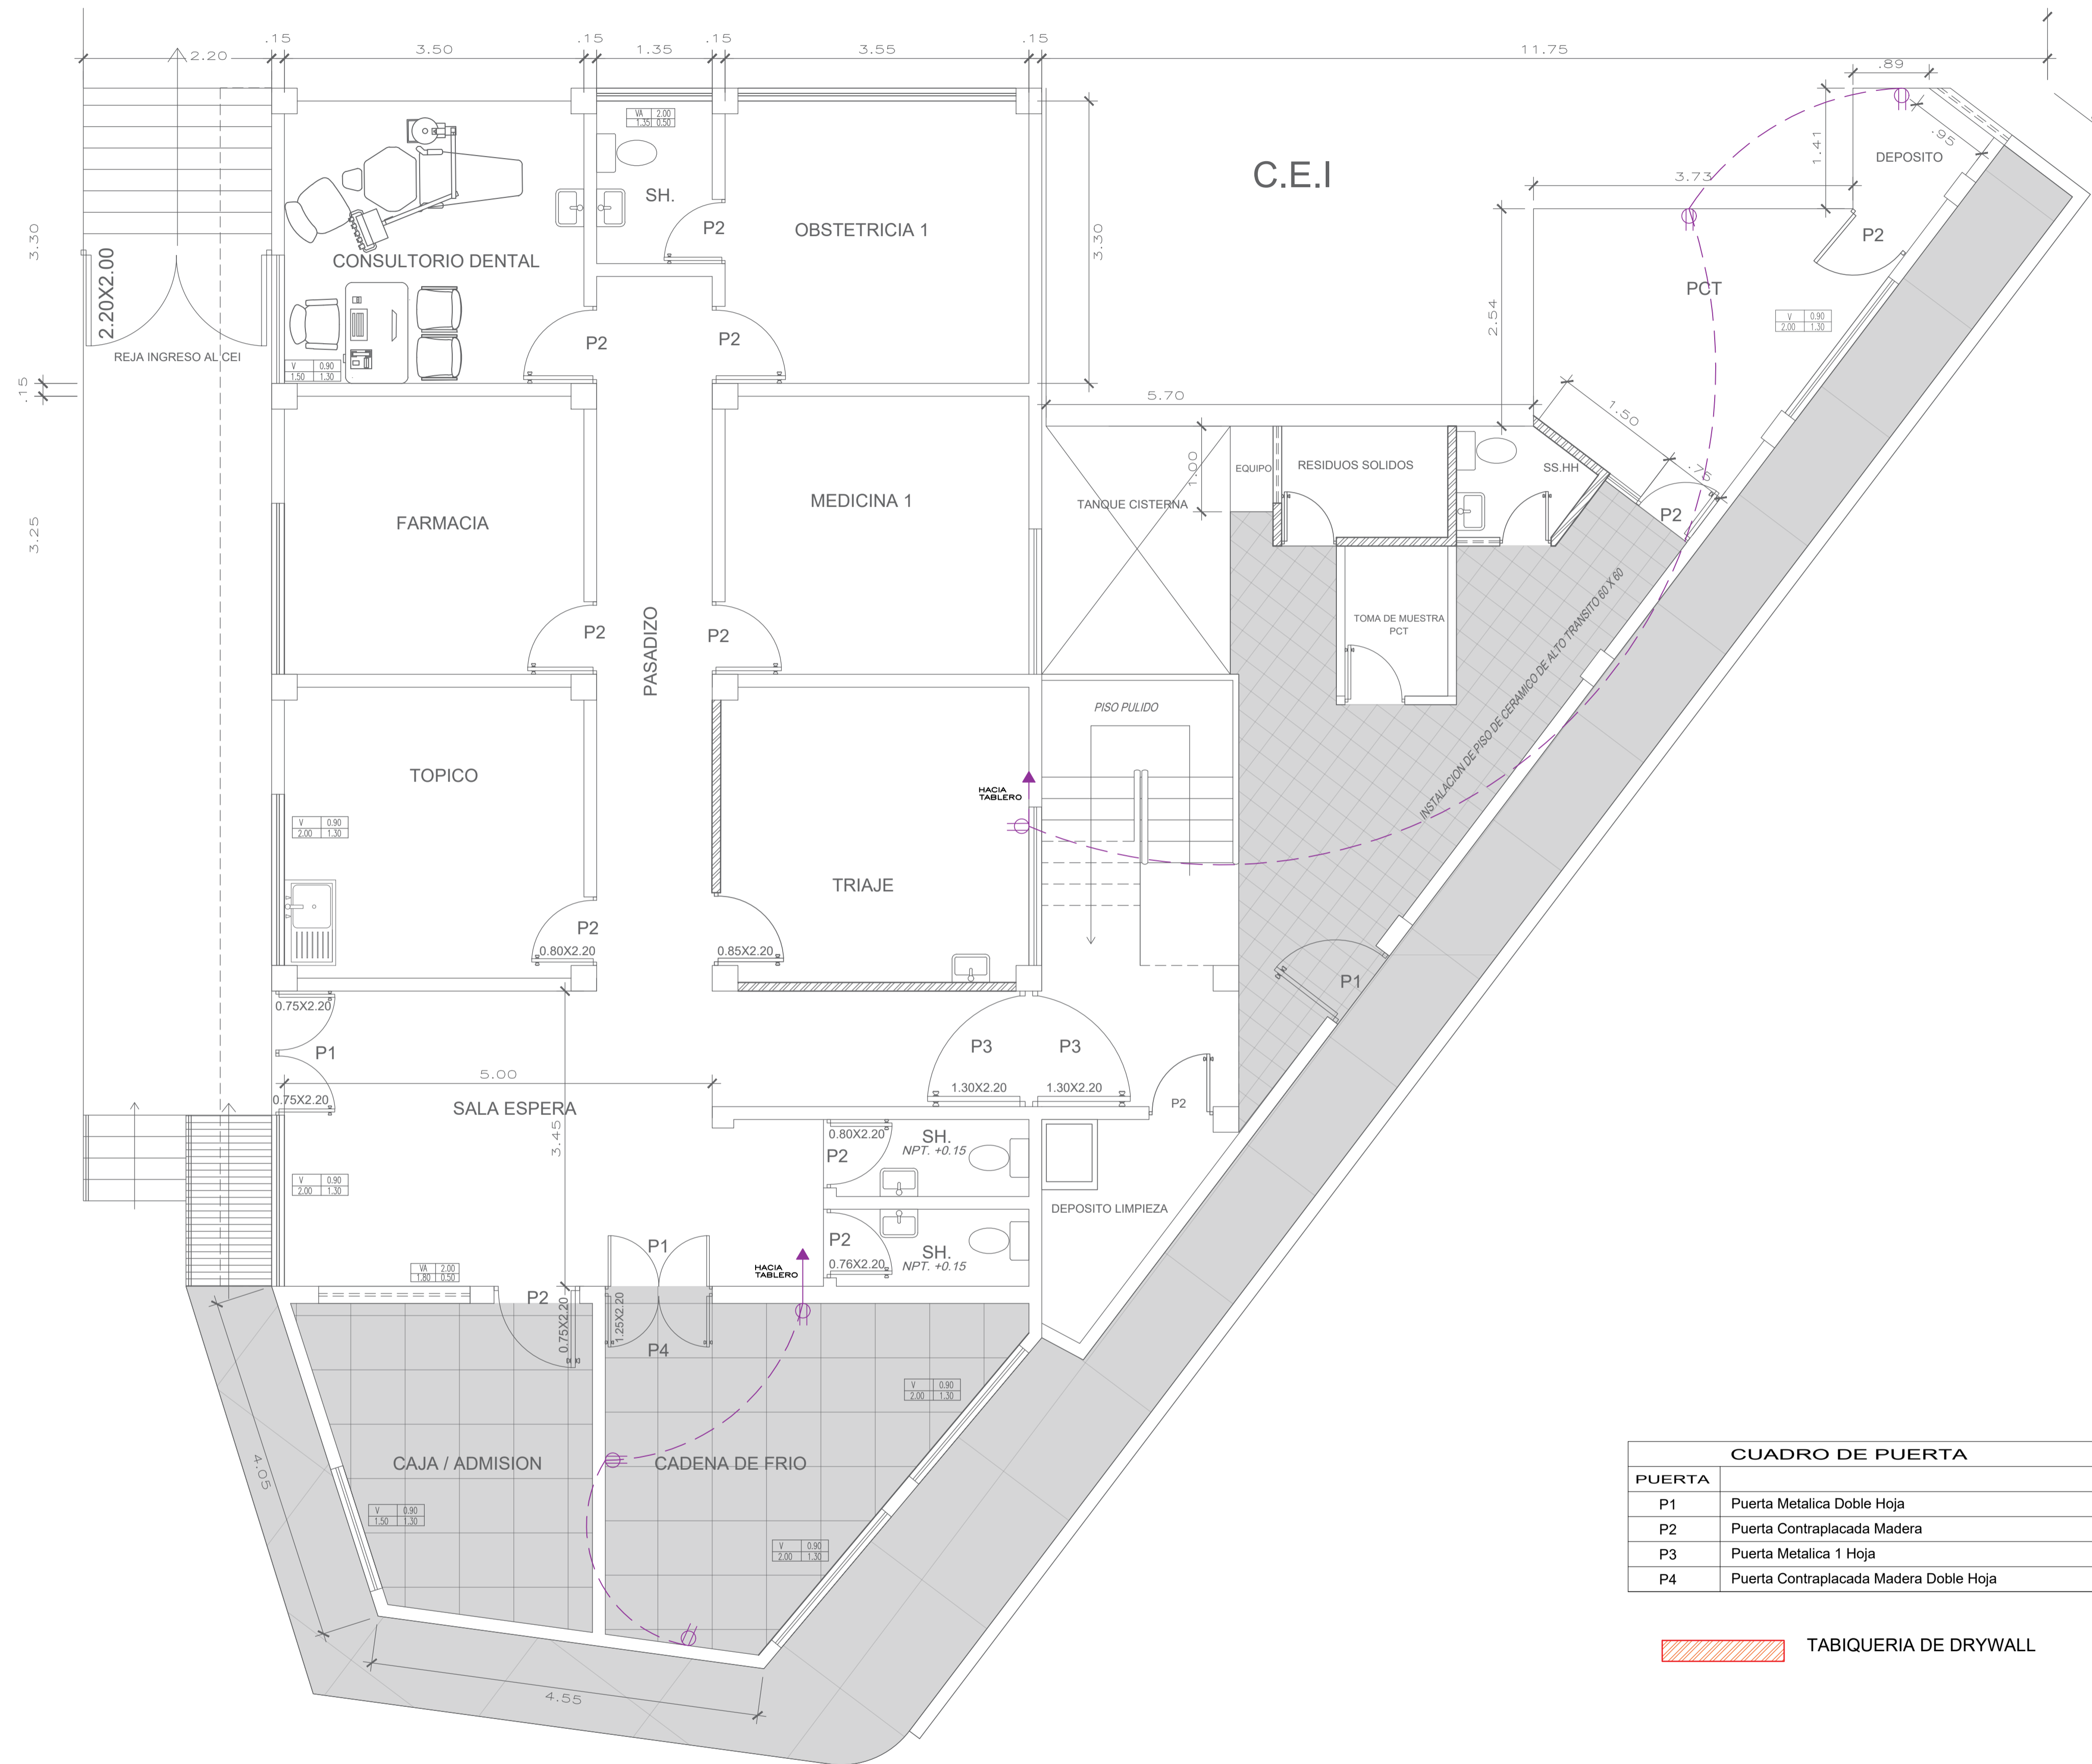 .15
.15
.15
.15
2.20
3.50
1.35
3.55
11.75
.89
VA 2.00
1.35 0.50
1.41
.95
DEPOSITO
C.E.I
3.73
SH.
P2
OBSTETRICIA 1
3.30
3.30
P2
2.20X2.00
CONSULTORIO DENTAL
PCT
2.54
V 0.90
2.00 1.30
P2
P2
REJA INGRESO AL CEI
V 0.90
1.50 1.30
.15
5.70
1.50
1.00
EQUIPO
RESIDUOS SOLIDOS
SS.HH
.75
TANQUE CISTERNA
MEDICINA 1
P2
FARMACIA
3.25
INSTALACION DE PISO DE CERAMICO DE ALTO TRANSITO 60 X 60
TOMA DE MUESTRA
PCT
P2
P2
PASADIZO
PISO PULIDO
TOPICO
HACIA
TABLERO
V 0.90
2.00 1.30
TRIAJE
P2
0.80X2.20
0.85X2.20
P1
0.75X2.20
P1
P3
P3
5.00
1.30X2.20
1.30X2.20
0.75X2.20
SALA ESPERA
P2
3.45
0.80X2.20
SH.
NPT. +0.15
P2
V 0.90
2.00 1.30
DEPOSITO LIMPIEZA
P2
P1
SH.
0.76X2.20
NPT. +0.15
HACIA
TABLERO
VA 2.00
1.80 0.50
P2
0.75X2.20
1.25X2.20
P4
V 0.90
2.00 1.30
4.05
CAJA / ADMISION
CADENA DE FRIO
V 0.90
1.50 1.30
V 0.90
2.00 1.30
4.55
CUADRO DE PUERTA
PUERTA
P1 Puerta Metalica Doble Hoja
P2 Puerta Contraplacada Madera
P3 Puerta Metalica 1 Hoja
P4 Puerta Contraplacada Madera Doble Hoja
TABIQUERIA DE DRYWALL